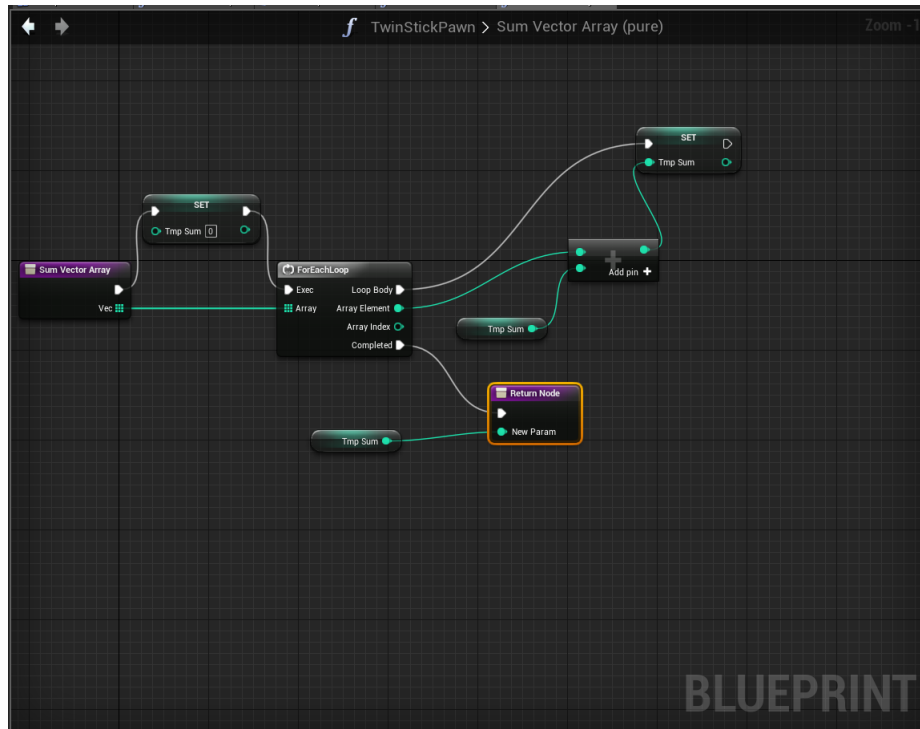 TwinStickPawn > Sum Vector Array (pure)
Zoom -1
SET
Tmp Sum
SET
Tmp Sum 0
Sum Vector Array
Vec
ForEachLoop
Exec Loop Body
Array Array Element
Array Index
Completed
Add pin +
Tmp Sum
Return Node
New Param
Tmp Sum
BLUEPRINT